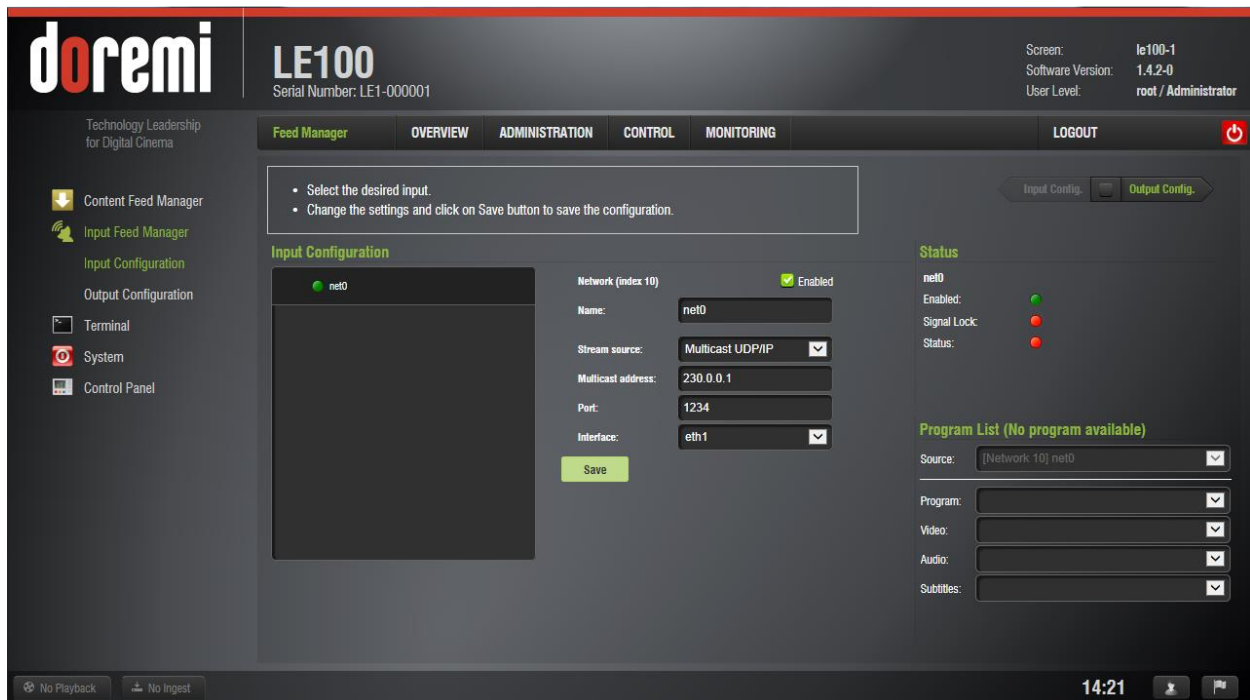 doremi
Technology Leadership
for Digital Cinema
LE100
Serial Number: LE1-000001
Screen: le100-1
Software Version: 1.4.2-0
User Level: root / Administrator
Feed Manager OVERVIEW ADMINISTRATION CONTROL MONITORING LOGOUT
Content Feed Manager
Input Feed Manager
Input Configuration
Output Configuration
Terminal
System
Control Panel
• Select the desired input.
• Change the settings and click on Save button to save the configuration.
Input Config. Output Config.
Input Configuration
net0
Network (index 10) Enabled
Name: net0
Stream source: Multicast UDP/IP
Multicast address: 230.0.0.1
Port: 1234
Interface: eth1
Save
Status
net0
Enabled:
Signal Lock:
Status:
Program List (No program available)
Source: [Network 10] net0
Program:
Video:
Audio:
Subtitles:
No Playback No Ingest 14:21